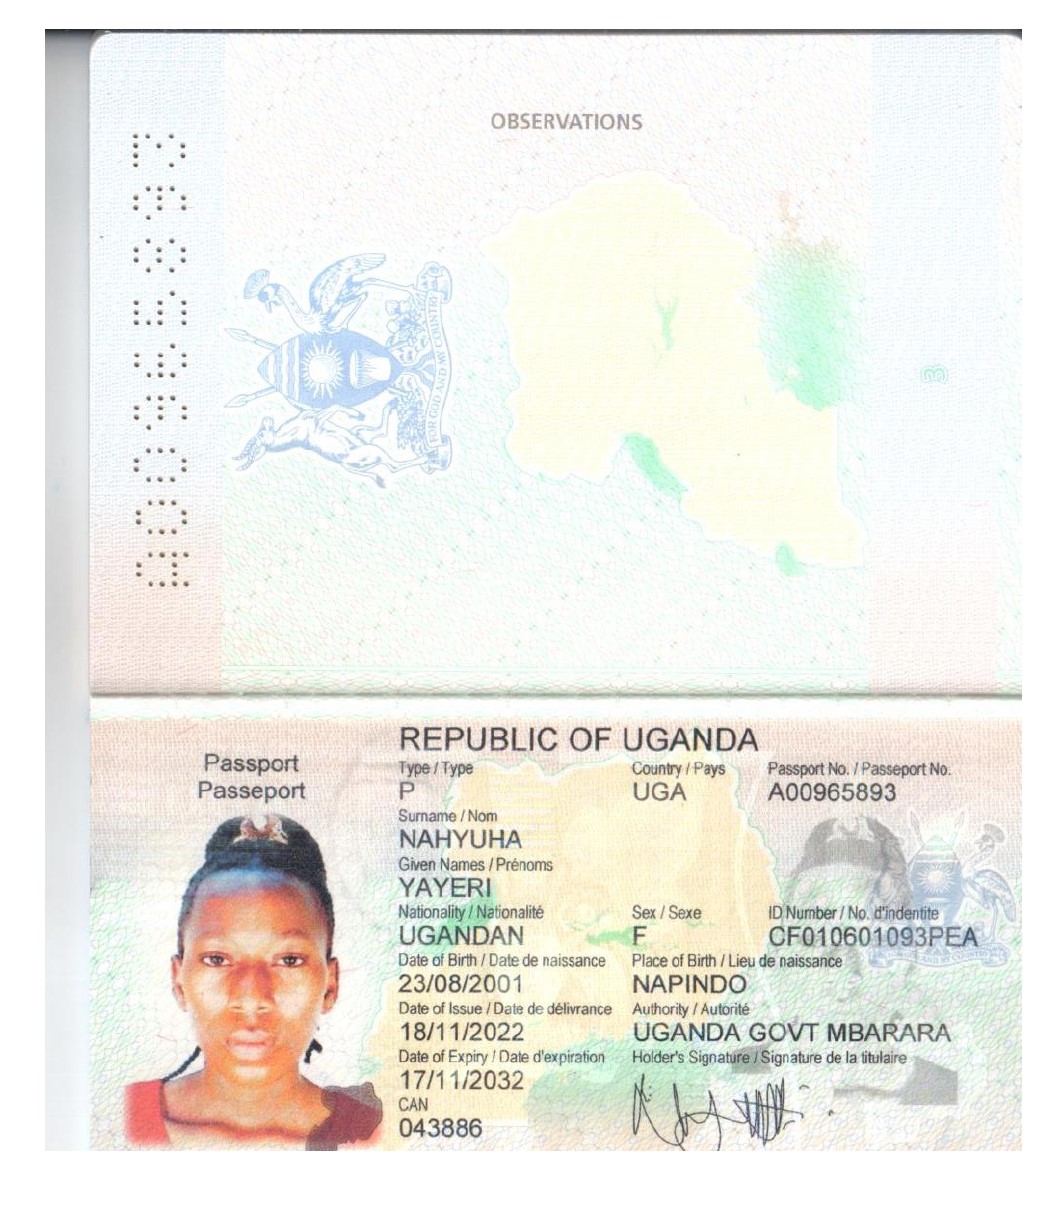 OBSERVATIONS
A00965893
FOR GOD AND MY COUNTRY
3
REPUBLIC OF UGANDA
Passport
Passeport
Type / Type
P
Country / Pays
UGA
Passport No. / Passeport No.
A00965893
Surname / Nom
NAHYUHA
Given Names / Prénoms
YAYERI
Nationality / Nationalité
UGANDAN
Sex / Sexe
F
ID Number / No. d'indentite
CF010601093PEA
Date of Birth / Date de naissance
23/08/2001
Place of Birth / Lieu de naissance
NAPINDO
Date of Issue / Date de délivrance
18/11/2022
Authority / Autorité
UGANDA GOVT MBARARA
Date of Expiry / Date d'expiration
17/11/2032
Holder's Signature / Signature de la titulaire
CAN
043886